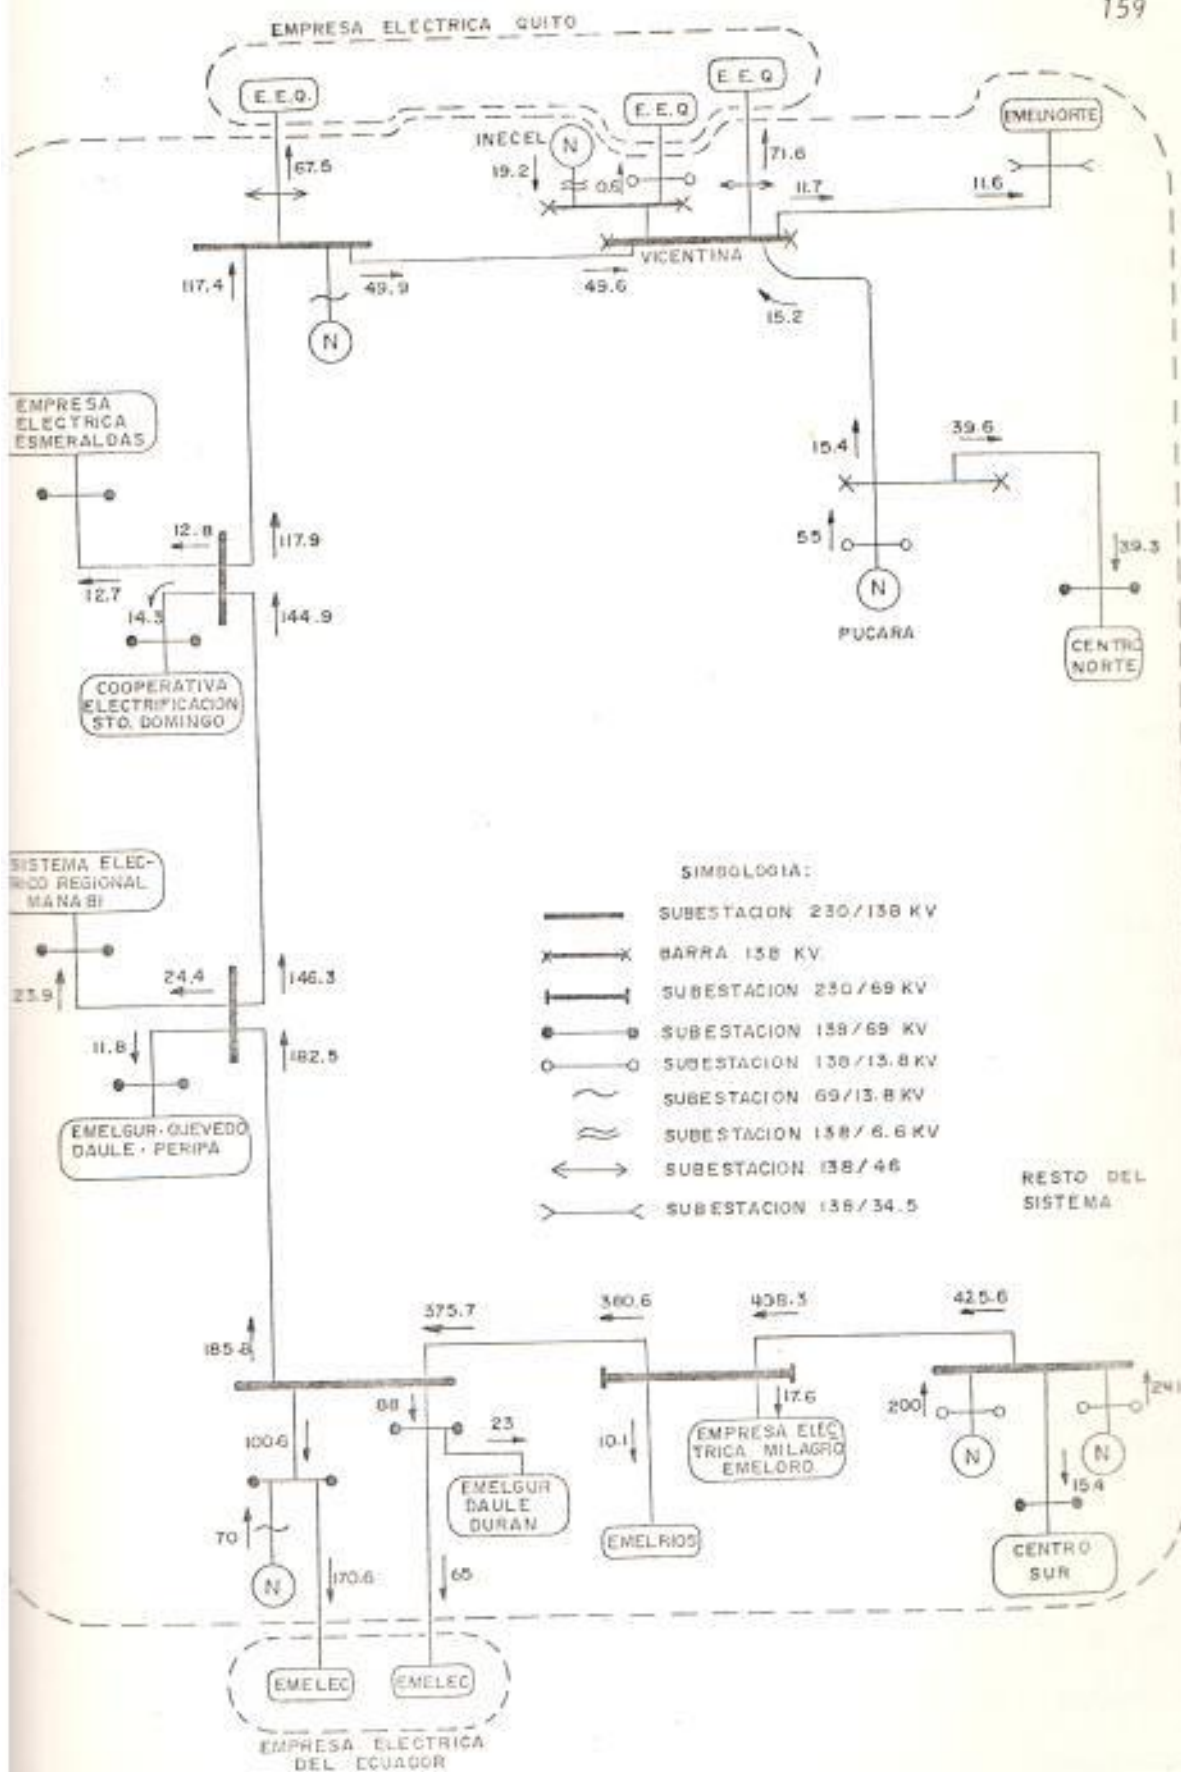 159
EMPRESA ELECTRICA QUITO
E.E.Q.
E.E.Q
E.E.Q
EMELNORTE
INECEL
N
67.5
19.2
0.6
71.6
11.7
11.6
VICENTINA
117.4
49.9
49.6
15.2
N
EMPRESA
ELECTRICA
ESMERALDAS
15.4
39.6
12.8
117.9
55
39.3
12.7
14.3
144.9
N
PUCARA
CENTRO
NORTE
COOPERATIVA
ELECTRIFICACION
STO. DOMINGO
SISTEMA ELEC-
RICO REGIONAL
MANABI
SIMBOLOGIA:
SUBESTACION 230/138 KV
BARRA 138 KV
SUBESTACION 230/69 KV
SUBESTACION 138/69 KV
SUBESTACION 138/13.8 KV
SUBESTACION 69/13.8 KV
SUBESTACION 138/6.6 KV
SUBESTACION 138/46
SUBESTACION 138/34.5
23.9
24.4
146.3
11.8
182.5
EMELGUR-QUEVEDO
DAULE - PERIPA
RESTO DEL
SISTEMA
375.7
380.6
408.3
425.6
185.8
88
23
100.6
10.1
17.6
200
241
EMPRESA ELEC
TRICA MILAGRO
EMELORO
N
N
15.4
EMELGUR
DAULE
DURAN
EMELRIOS
CENTRO
SUR
70
N
170.6
65
EMELEC
EMELEC
EMPRESA ELECTRICA
DEL ECUADOR